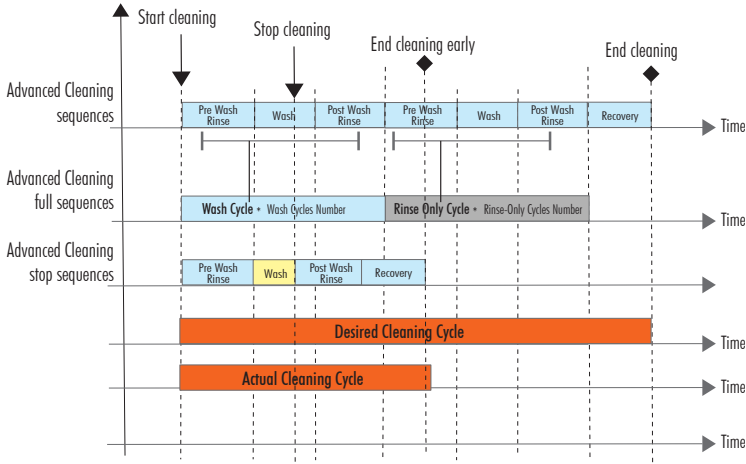 Start cleaning
Stop cleaning
End cleaning early
End cleaning
Advanced Cleaning
sequences
Pre Wash
Rinse
Wash
Post Wash
Rinse
Pre Wash
Rinse
Wash
Post Wash
Rinse
Recovery
Time
Advanced Cleaning
full sequences
Wash Cycle * Wash Cycles Number
Rinse Only Cycle * Rinse-Only Cycles Number
Time
Advanced Cleaning
stop sequences
Pre Wash
Rinse
Wash
Post Wash
Rinse
Recovery
Desired Cleaning Cycle
Time
Actual Cleaning Cycle
Time
Time